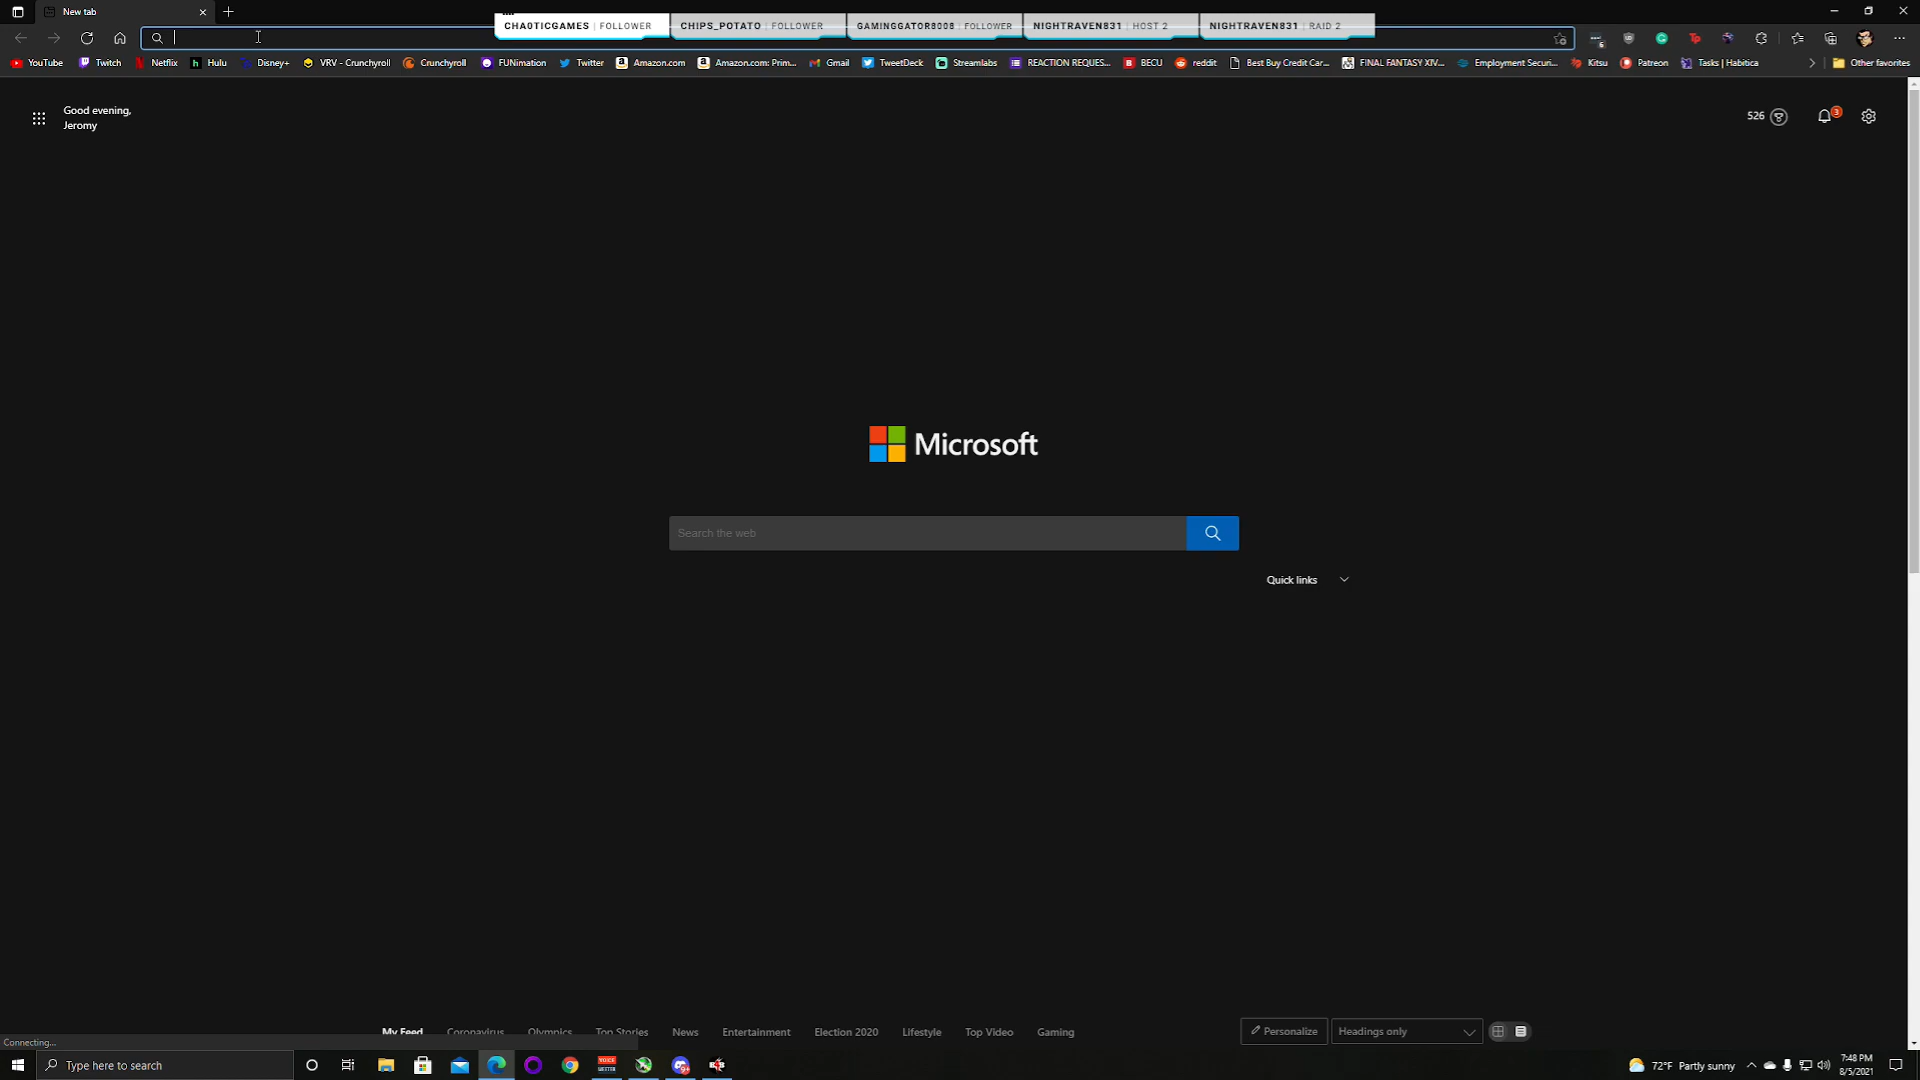 New tab
CHA0TICGAMES | FOLLOWER
CHIPS_POTATO | FOLLOWER
GAMINGGATOR8008 | FOLLOWER
NIGHTRAVEN831 | HOST 2
NIGHTRAVEN831 | RAID 2
YouTube
Twitch
Netflix
Hulu
Disney+
VRV - Crunchyroll
Crunchyroll
FUNimation
Twitter
Amazon.com
Amazon.com: Prim...
Gmail
TweetDeck
Streamlabs
REACTION REQUES...
BECU
reddit
Best Buy Credit Car...
FINAL FANTASY XIV...
Employment Securi...
Kitsu
Patreon
Tasks | Habitica
Other favorites
Good evening,
Jeromy
526
3
Microsoft
Search the web
Quick links
My Feed
Coronavirus
Olympics
Top Stories
News
Entertainment
Election 2020
Lifestyle
Top Video
Gaming
Personalize
Headings only
Connecting...
Type here to search
72°F Partly sunny
7:48 PM
8/5/2021